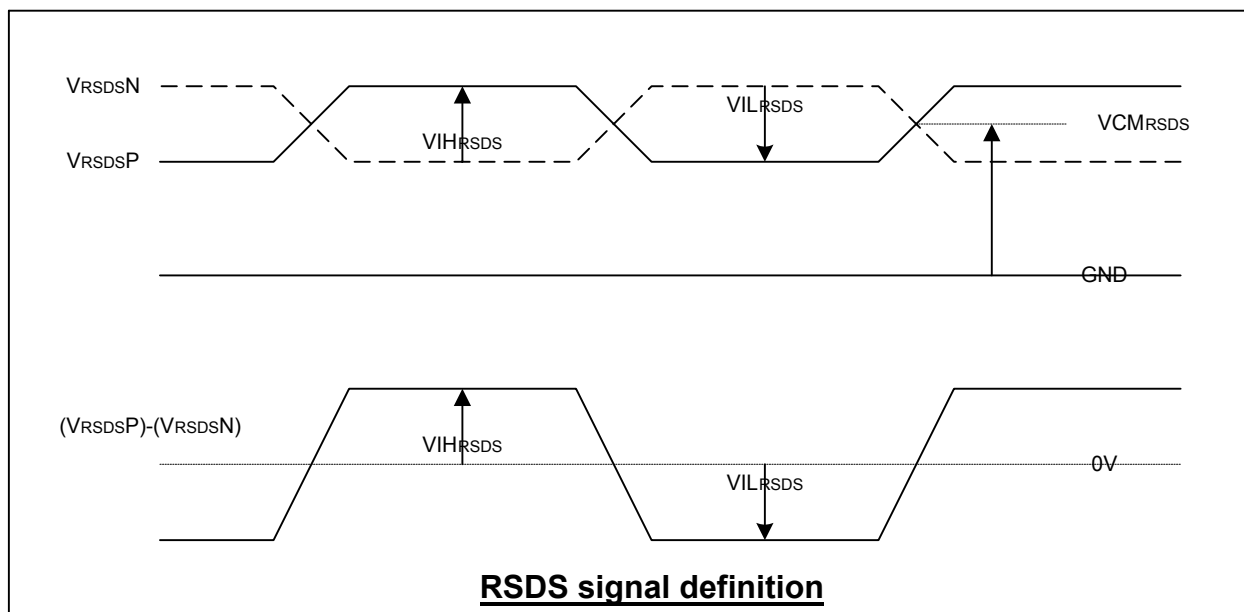 VRSDSN
VILRSDS
VCMRSDS
VIHRSDS
VRSDSP
GND
(VRSDSP)-(VRSDSN)
VIHRSDS
0V
VILRSDS
RSDS signal definition